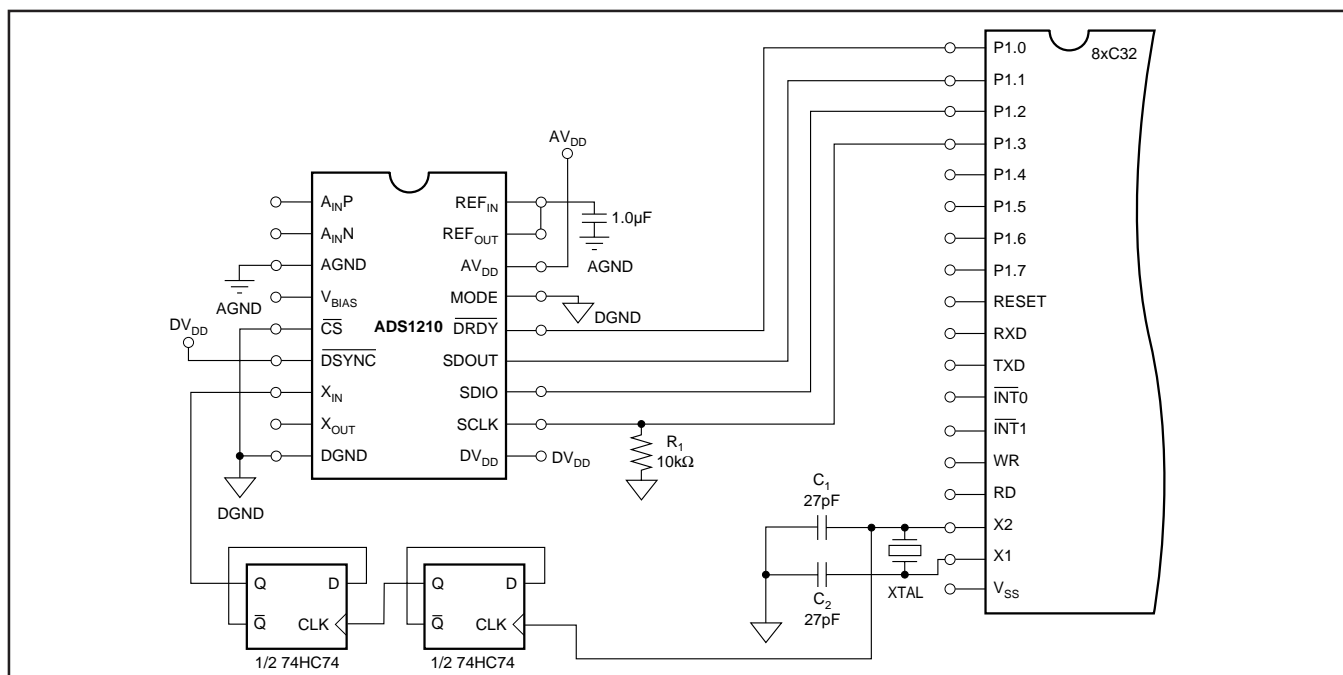 P1.0
8xC32
P1.1
P1.2
P1.3
P1.4
P1.5
P1.6
P1.7
RESET
RXD
TXD
INT0
INT1
WR
RD
X2
X1
VSS
AVDD
AINP
AINN
AGND
VBIAS
CS
DSYNC
XIN
XOUT
DGND
ADS1210
REFIN
REFOUT
AVDD
MODE
DRDY
SDOUT
SDIO
SCLK
DVDD
1.0µF
AGND
DGND
AGND
DVDD
DGND
DVDD
R1
10kΩ
C1
27pF
C2
27pF
XTAL
Q
D
Q
CLK
1/2 74HC74
Q
D
Q
CLK
1/2 74HC74